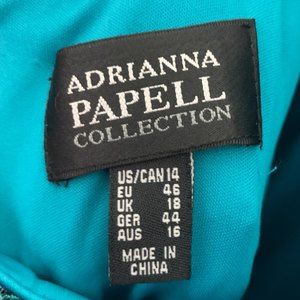 ADRIANNA
PAPELL
COLLECTION
US/CAN 14
EU 46
UK 18
GER 44
AUS 16
MADE IN
CHINA